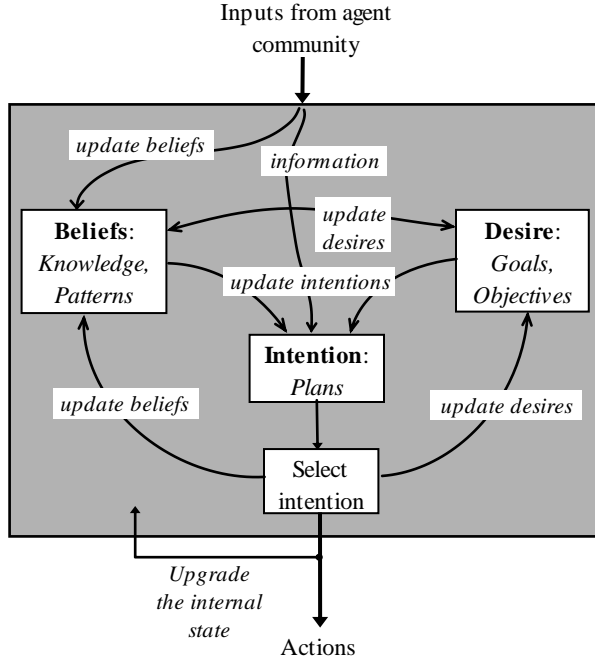 Inputs from agent
community
update beliefs
information
Beliefs:
Knowledge,
Patterns
update
desires
Desire:
Goals,
Objectives
update intentions
Intention:
Plans
update beliefs
update desires
Select
intention
Upgrade
the internal
state
Actions